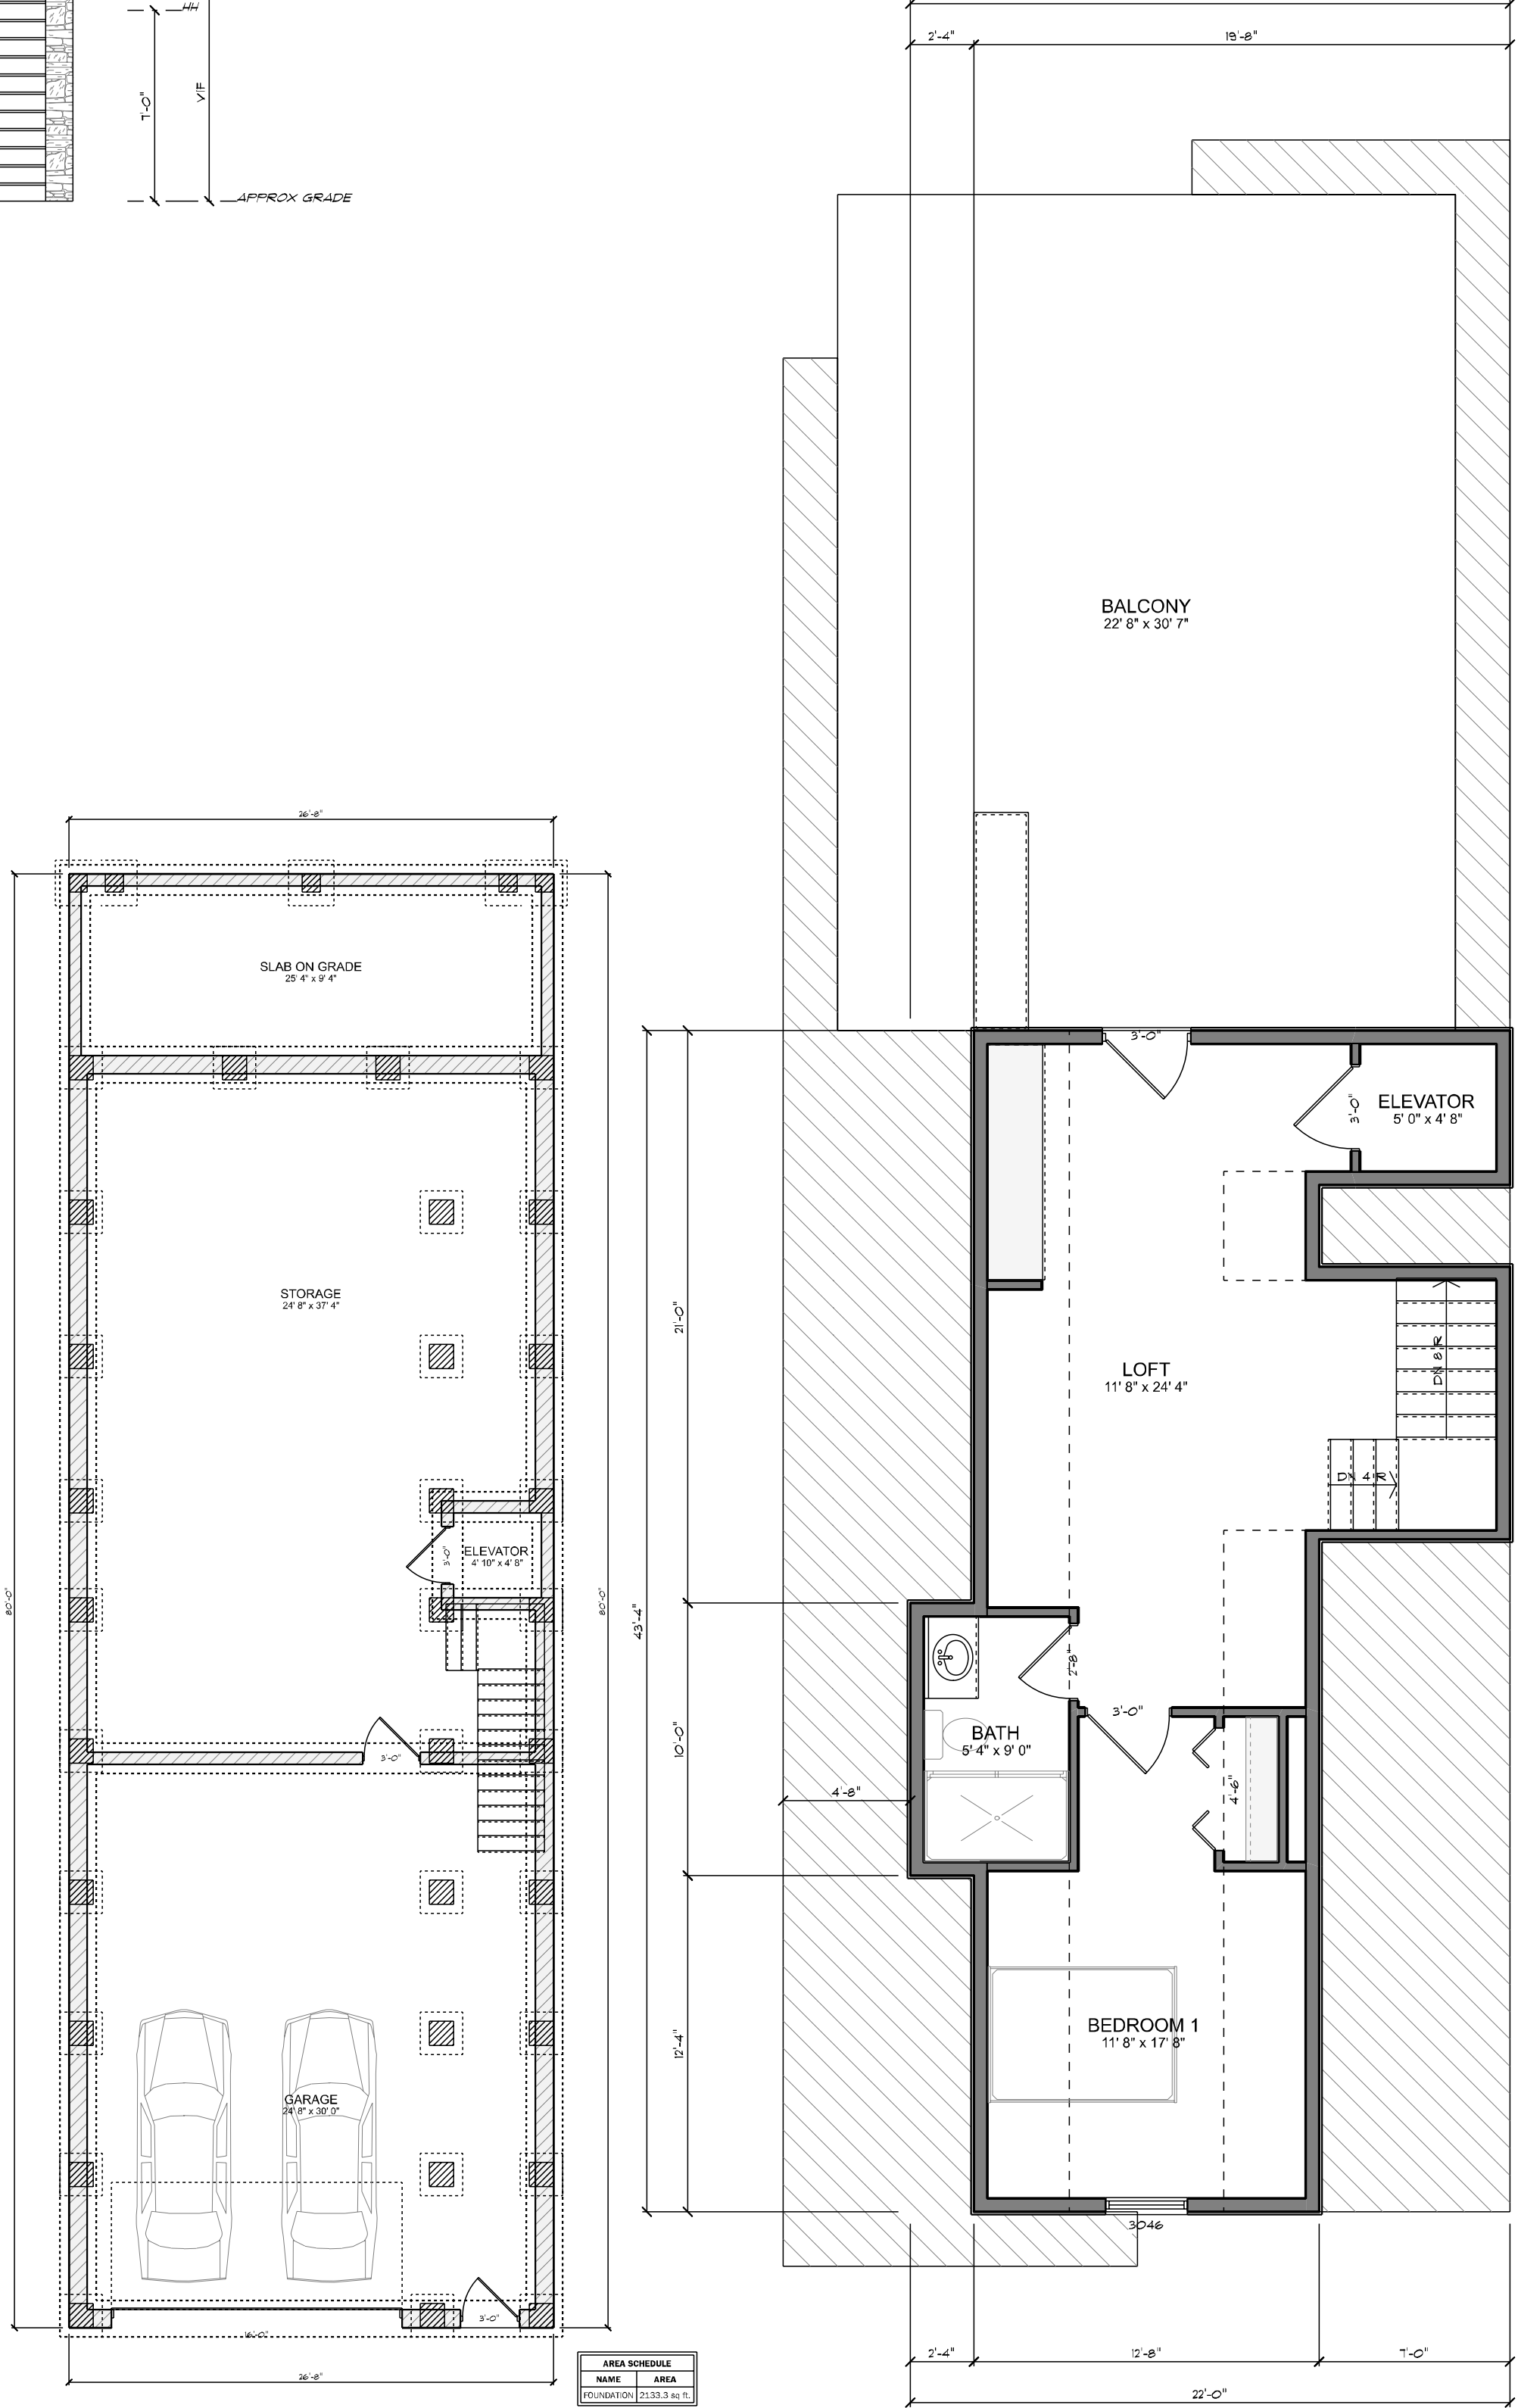 HH
7'-0"
VIF
APPROX GRADE
2'-4"
19'-8"
BALCONY
22' 8" x 30' 7"
26'-8"
SLAB ON GRADE
25' 4" x 9' 4"
STORAGE
24' 8" x 37' 4"
3'-0"
ELEVATOR
4' 10" x 4' 8"
80'-0"
80'-0"
3'-0"
GARAGE
24' 8" x 30' 0"
3'-0"
16'-0"
26'-8"
AREA SCHEDULE
NAME AREA
FOUNDATION 2133.3 sq ft.
3'-0"
3'-0"
ELEVATOR
5' 0" x 4' 8"
21'-0"
DN 8 R
LOFT
11' 8" x 24' 4"
DN 4 R
43'-4"
2'-8"
3'-0"
BATH
5' 4" x 9' 0"
10'-0"
4'-8"
4'-6"
12'-4"
BEDROOM 1
11' 8" x 17' 8"
3046
2'-4"
12'-8"
7'-0"
22'-0"